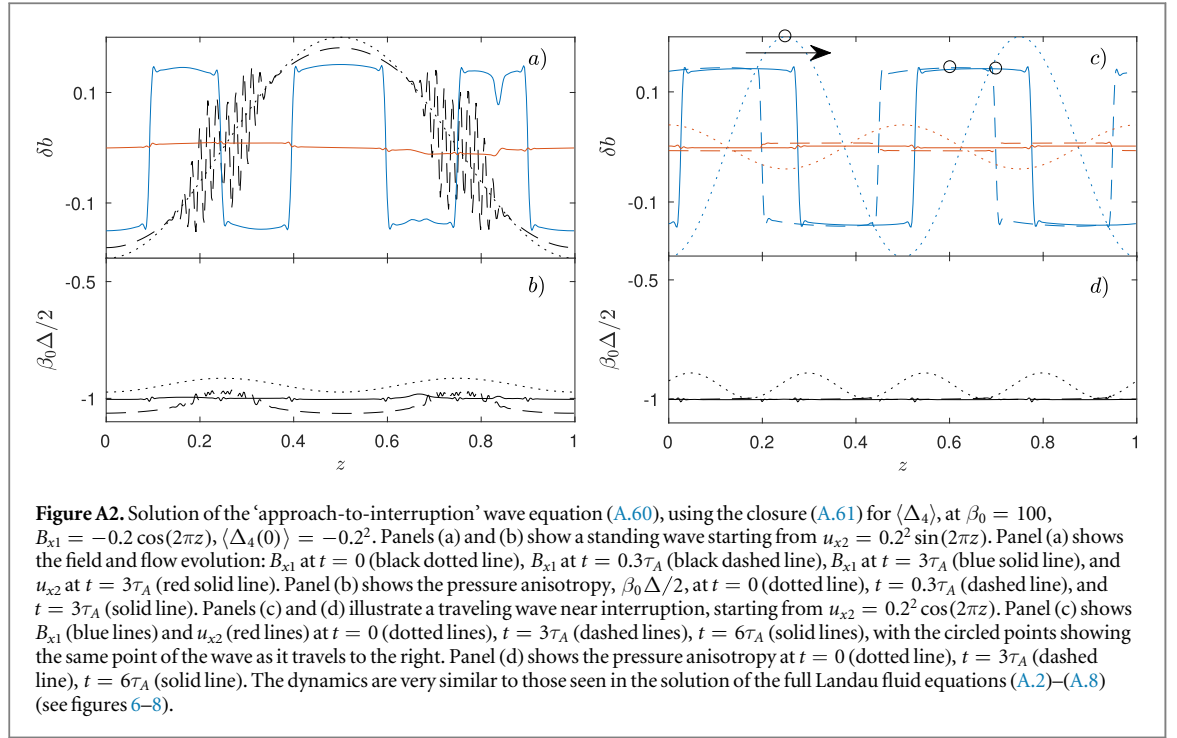 a)
c)
0.1
0.1
δb
δb
-0.1
-0.1
b)
d)
-0.5
-0.5
β₀Δ/2
β₀Δ/2
-1
-1
0 0.2 0.4 0.6 0.8 1
0 0.2 0.4 0.6 0.8 1
z
z
Figure A2. Solution of the ‘approach-to-interruption’ wave equation (A.60), using the closure (A.61) for ⟨Δ₄⟩, at β₀ = 100,
Bₓ₁ = −0.2 cos(2πz), ⟨Δ₄(0)⟩ = −0.2². Panels (a) and (b) show a standing wave starting from uₓ₂ = 0.2² sin(2πz). Panel (a) shows
the field and flow evolution: Bₓ₁ at t = 0 (black dotted line), Bₓ₁ at t = 0.3τ_A (black dashed line), Bₓ₁ at t = 3τ_A (blue solid line), and
uₓ₂ at t = 3τ_A (red solid line). Panel (b) shows the pressure anisotropy, β₀Δ/2, at t = 0 (dotted line), t = 0.3τ_A (dashed line), and
t = 3τ_A (solid line). Panels (c) and (d) illustrate a traveling wave near interruption, starting from uₓ₂ = 0.2² cos(2πz). Panel (c) shows
Bₓ₁ (blue lines) and uₓ₂ (red lines) at t = 0 (dotted lines), t = 3τ_A (dashed lines), t = 6τ_A (solid lines), with the circled points showing
the same point of the wave as it travels to the right. Panel (d) shows the pressure anisotropy at t = 0 (dotted line), t = 3τ_A (dashed
line), t = 6τ_A (solid line). The dynamics are very similar to those seen in the solution of the full Landau fluid equations (A.2)–(A.8)
(see figures 6–8).